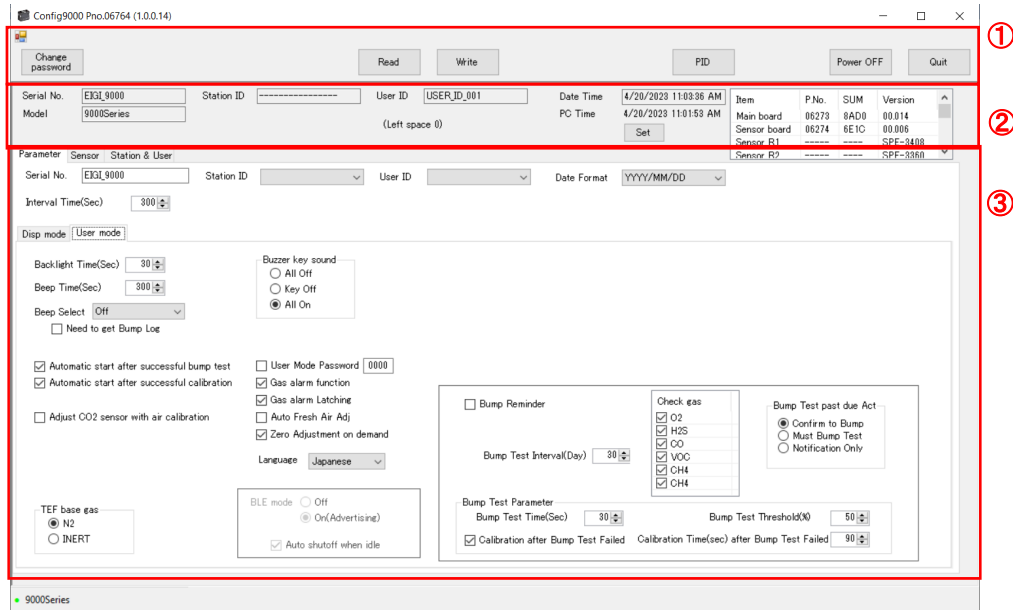 Config9000 Pno.06764 (1.0.0.14)
①
Change password Read Write PID Power OFF Quit
②
Serial No. EIGI_9000 Station ID ---------------- User ID USER_ID_001 Date Time 4/20/2023 11:03:36 AM
Model 9000Series (Left space 0) PC Time 4/20/2023 11:01:53 AM
Set
Item P.No. SUM Version
Main board 06273 8AD0 00.014
Sensor board 06274 6E1C 00.006
Sensor R1 ----- ---- SPF-3408
Sensor R2 ----- ---- SPF-3360
③
Parameter Sensor Station & User
Serial No. EIGI_9000 Station ID User ID Date Format YYYY/MM/DD
Interval Time(Sec) 300
Disp mode User mode
Backlight Time(Sec) 30
Beep Time(Sec) 300
Beep Select Off
Need to get Bump Log
Buzzer key sound
All Off
Key Off
All On
Automatic start after successful bump test
Automatic start after successful calibration
Adjust CO2 sensor with air calibration
User Mode Password 0000
Gas alarm function
Gas alarm Latching
Auto Fresh Air Adj
Zero Adjustment on demand
Language Japanese
TEF base gas
N2
INERT
BLE mode Off
On(Advertising)
Auto shutoff when idle
Bump Reminder
Bump Test Interval(Day) 30
Check gas
O2
H2S
CO
VOC
CH4
CH4
Bump Test past due Act
Confirm to Bump
Must Bump Test
Notification Only
Bump Test Parameter
Bump Test Time(Sec) 30 Bump Test Threshold(%) 50
Calibration after Bump Test Failed Calibration Time(sec) after Bump Test Failed 90
9000Series